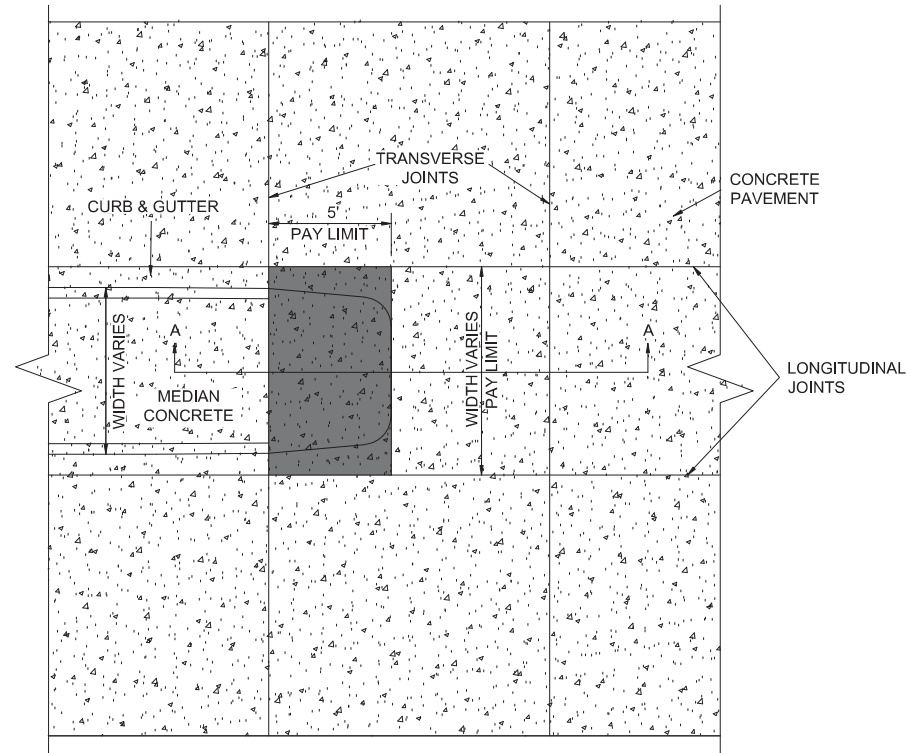 TRANSVERSE
JOINTS
CONCRETE
PAVEMENT
CURB & GUTTER
5'
PAY LIMIT
A
A
WIDTH VARIES
MEDIAN
CONCRETE
WIDTH VARIES
PAY LIMIT
LONGITUDINAL
JOINTS